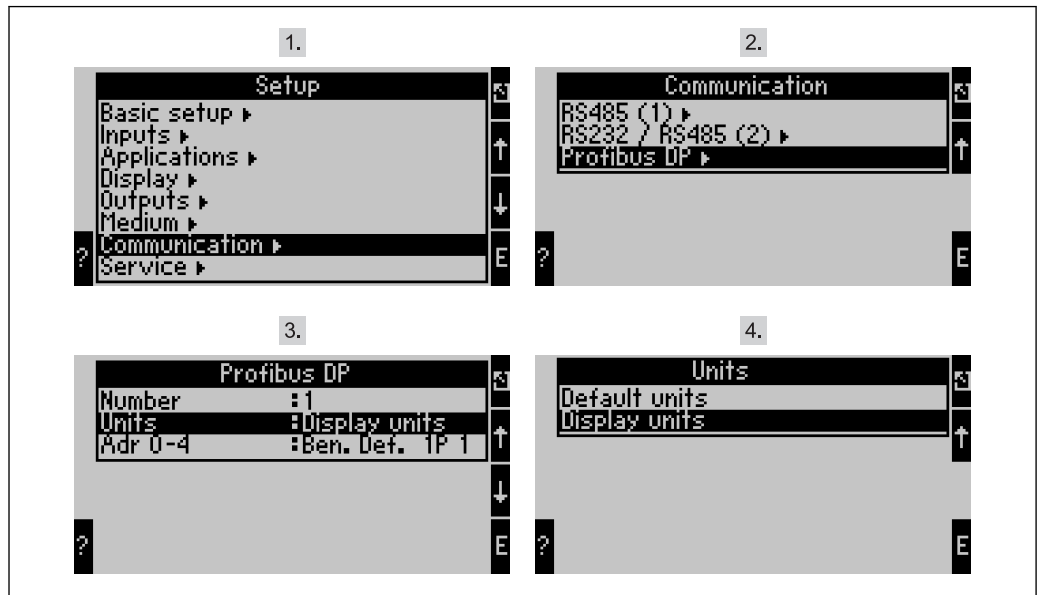 1.
Setup
Basic setup ▸
Inputs ▸
Applications ▸
Display ▸
Outputs ▸
Medium ▸
Communication ▸
Service ▸
↑
↓
? E
2.
Communication
RS485 (1) ▸
RS232 / RS485 (2) ▸
Profibus DP ▸
↑
? E
3.
Profibus DP
Number :1
Units :Display units
Adr 0-4 :Ben. Def. 1P 1
↑
↓
? E
4.
Units
Default units
Display units
↑
? E